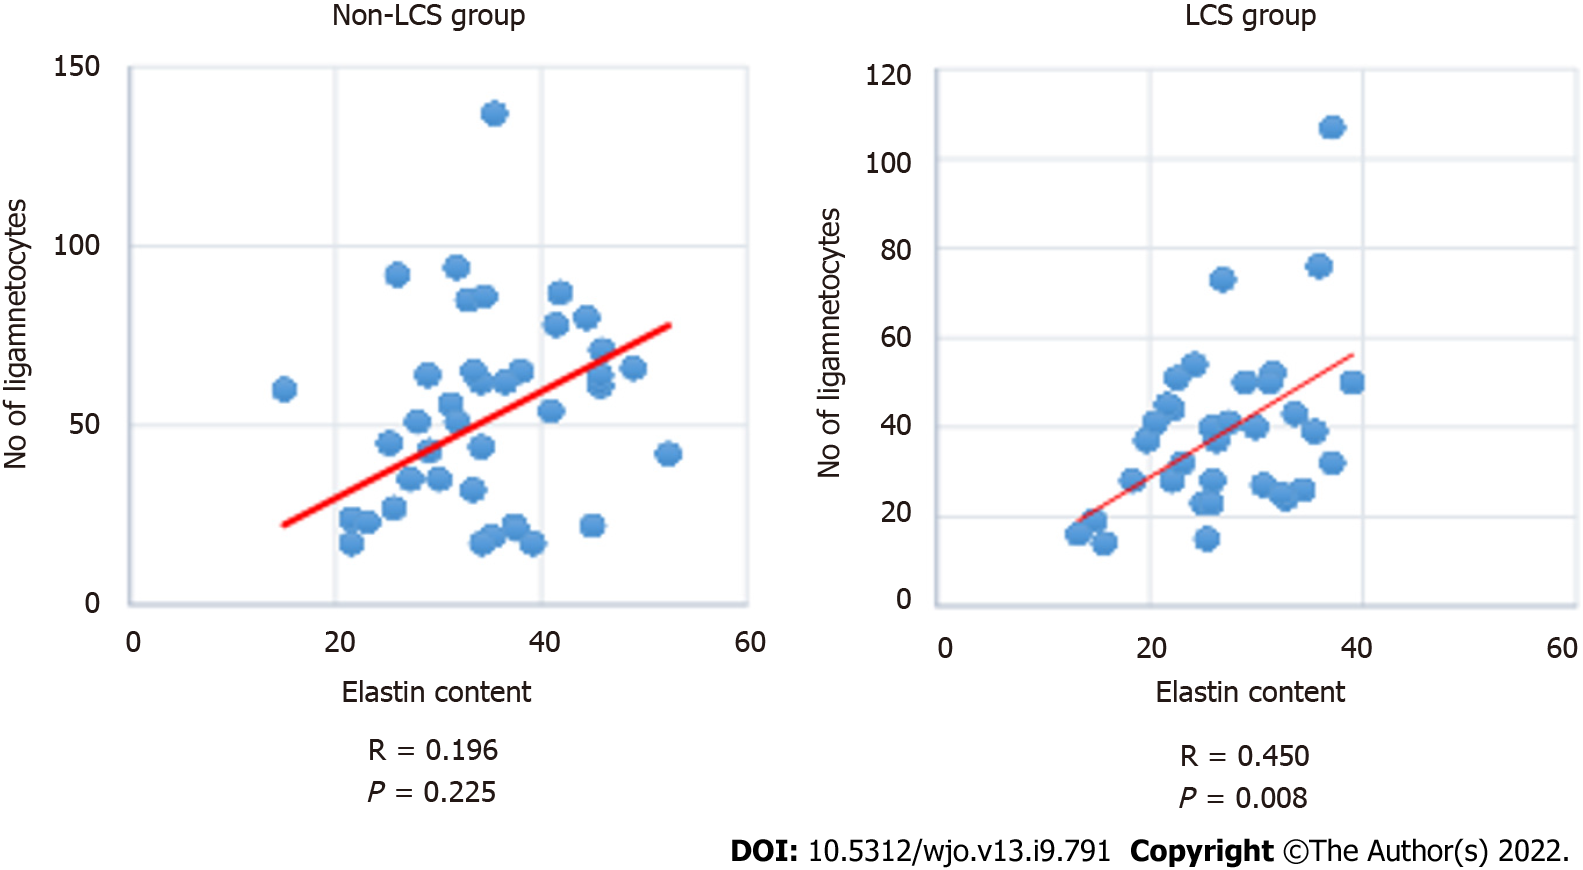 Non-LCS group
150
100
50
0
No of ligamnetocytes
0 20 40 60
Elastin content
R = 0.196
P = 0.225
LCS group
120
100
80
60
40
20
0
No of ligamnetocytes
0 20 40 60
Elastin content
R = 0.450
P = 0.008
DOI: 10.5312/wjo.v13.i9.791 Copyright ©The Author(s) 2022.